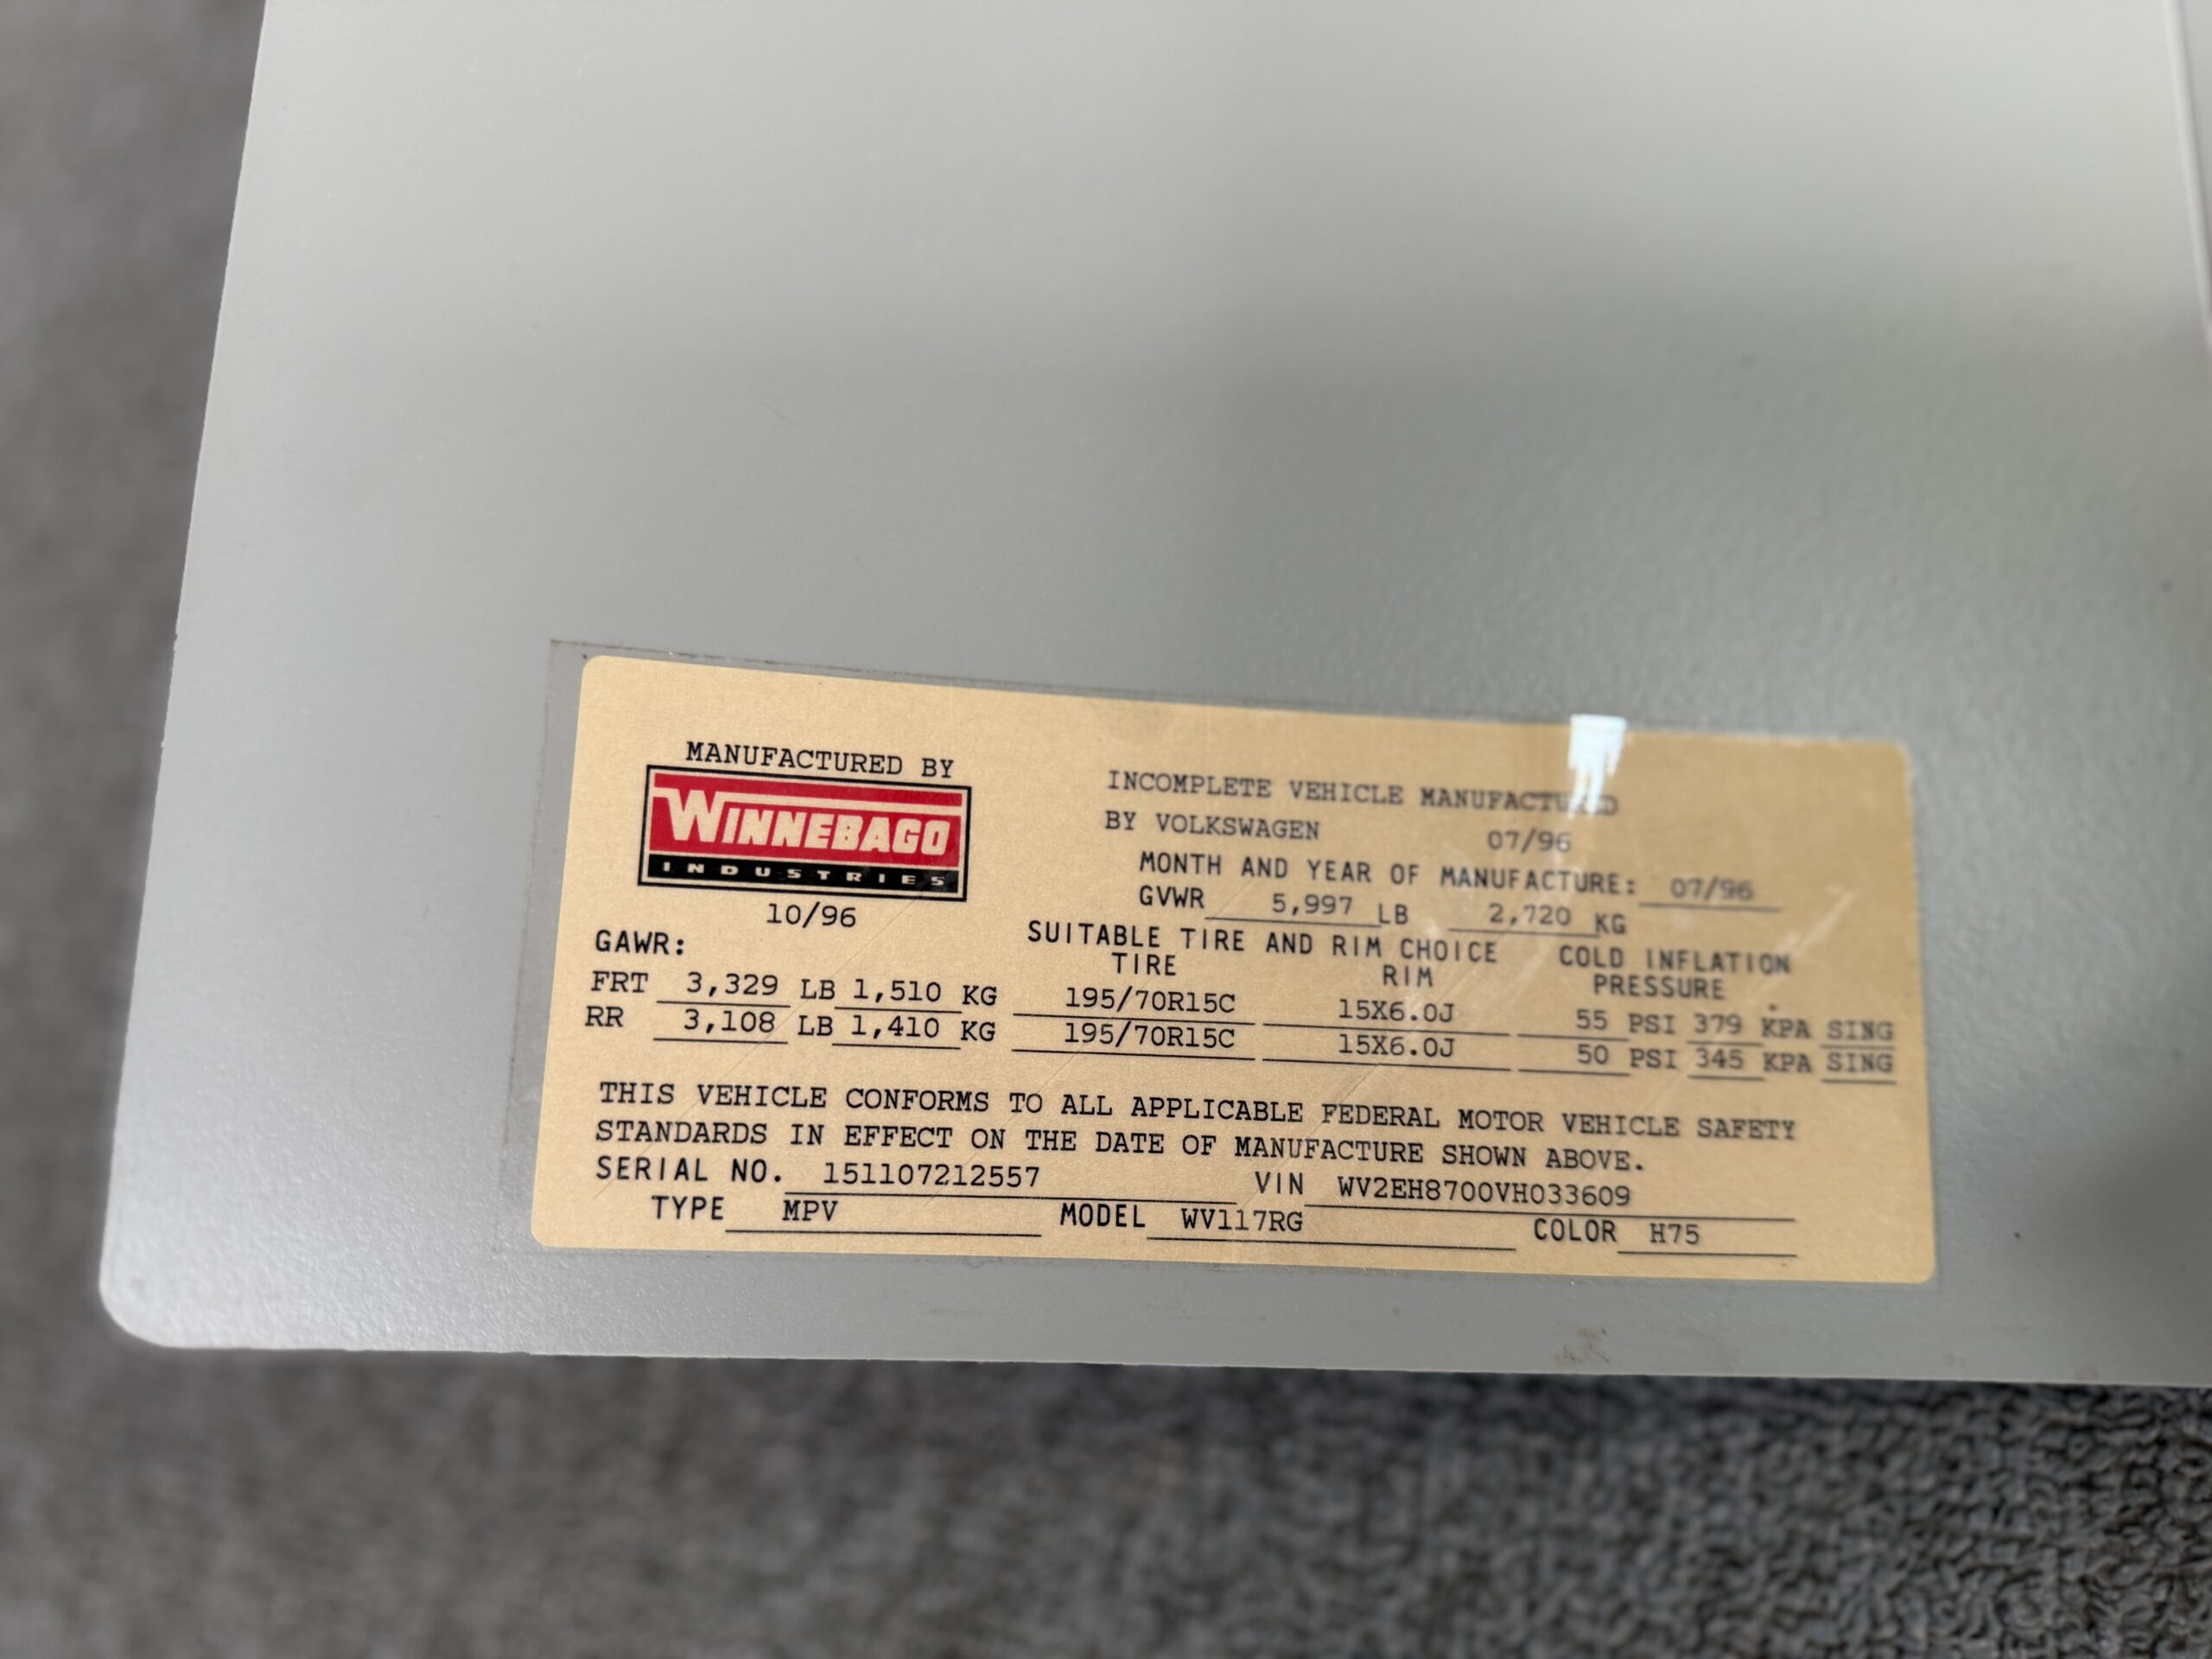 MANUFACTURED BY
WINNEBAGO
INDUSTRIES
10/96
INCOMPLETE VEHICLE MANUFACTURED
BY VOLKSWAGEN 07/96
MONTH AND YEAR OF MANUFACTURE: 07/96
GVWR 5,997 LB 2,720 KG
GAWR: SUITABLE TIRE AND RIM CHOICE COLD INFLATION
TIRE RIM PRESSURE
FRT 3,329 LB 1,510 KG 195/70R15C 15X6.0J 55 PSI 379 KPA SING
RR 3,108 LB 1,410 KG 195/70R15C 15X6.0J 50 PSI 345 KPA SING
THIS VEHICLE CONFORMS TO ALL APPLICABLE FEDERAL MOTOR VEHICLE SAFETY
STANDARDS IN EFFECT ON THE DATE OF MANUFACTURE SHOWN ABOVE.
SERIAL NO. 151107212557 VIN WV2EH8700VH033609
TYPE MPV MODEL WV117RG COLOR H75